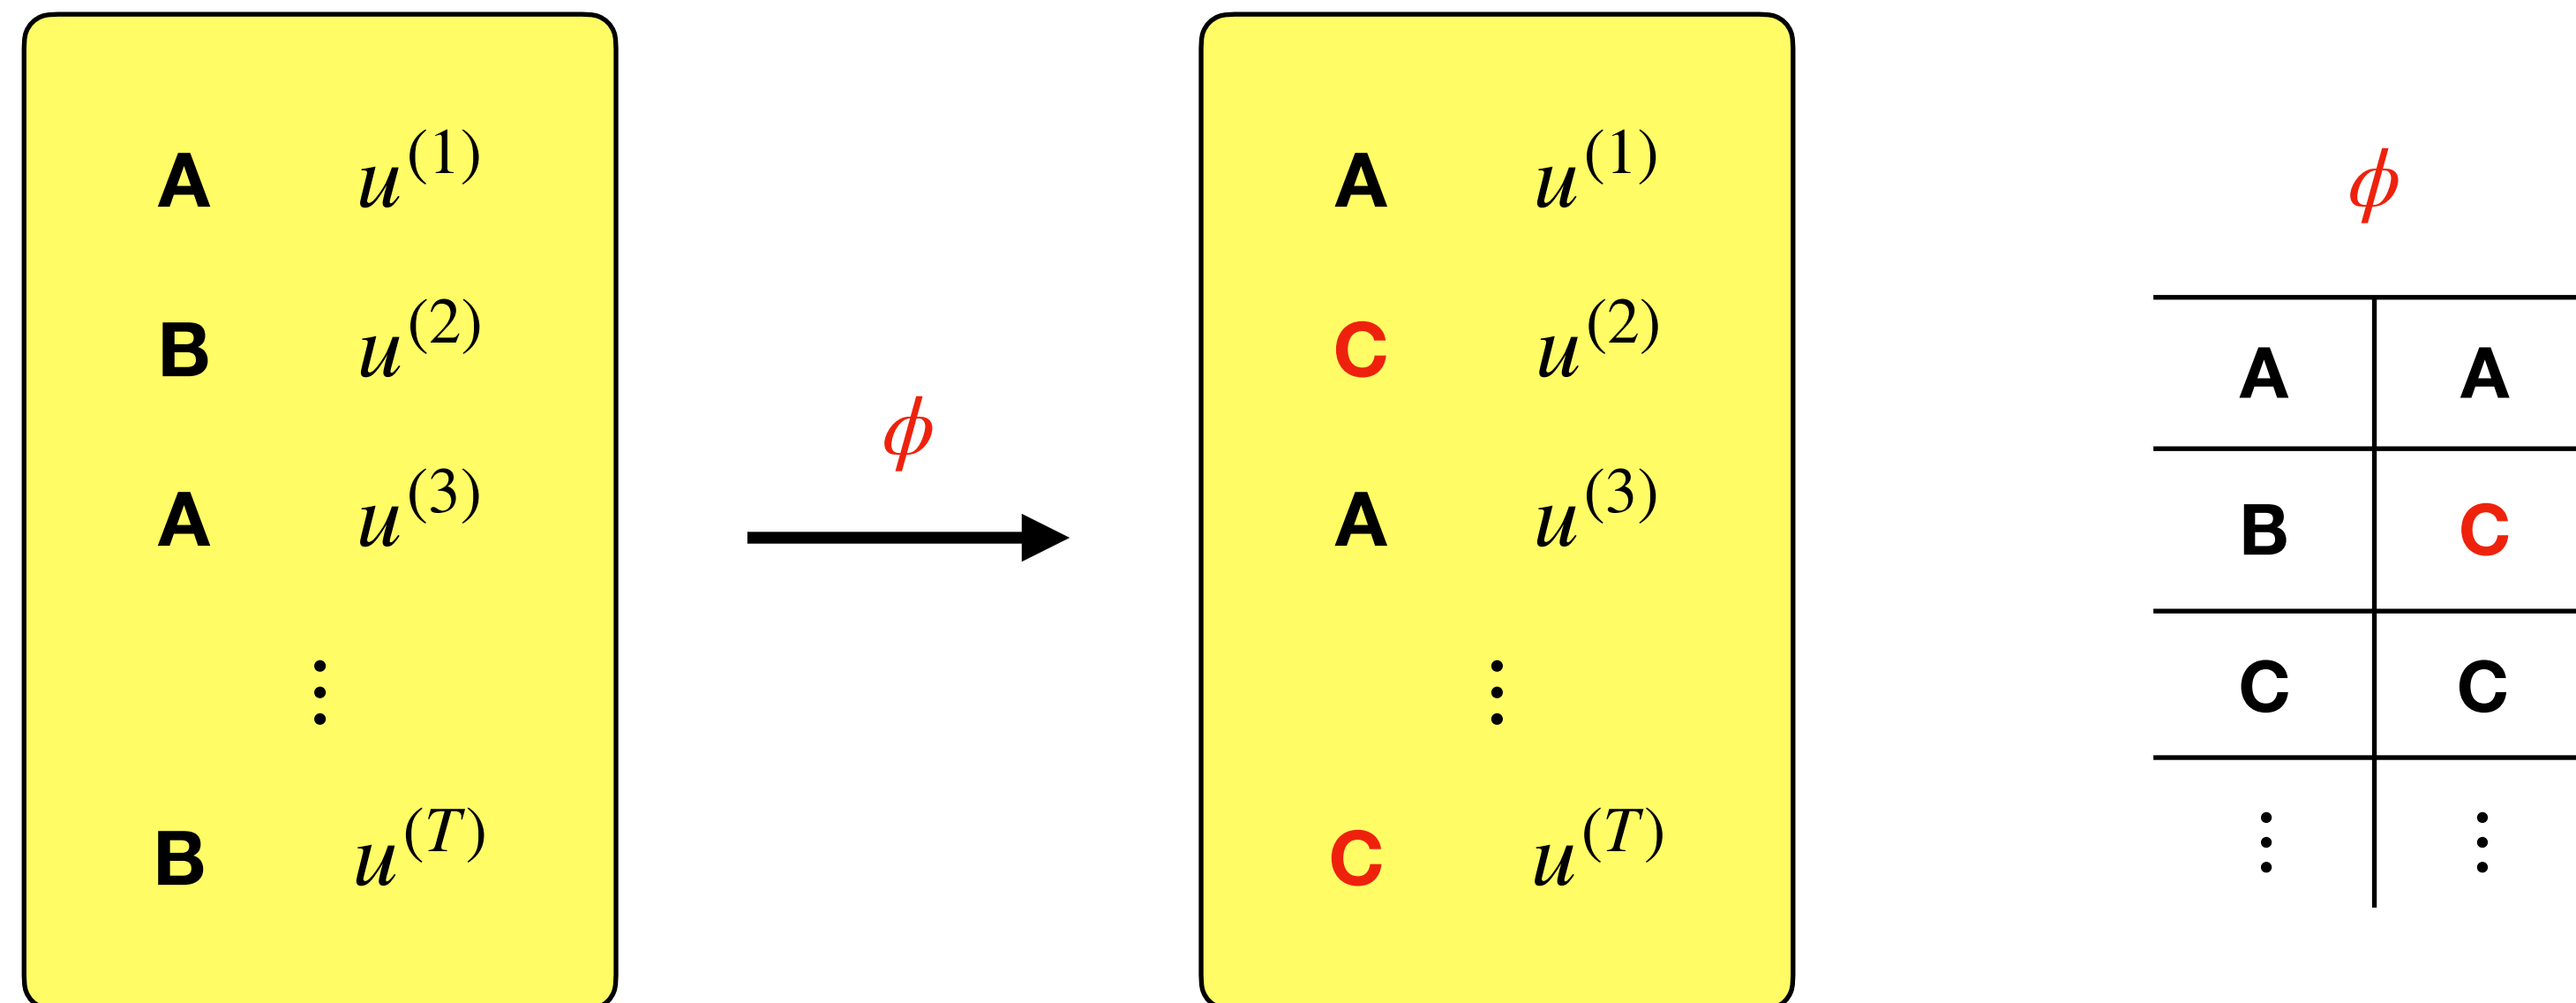 A u^(1)
B u^(2)
A u^(3)
⋮
B u^(T)
ϕ
A u^(1)
C u^(2)
A u^(3)
⋮
C u^(T)
ϕ
A A
B C
C C
⋮ ⋮